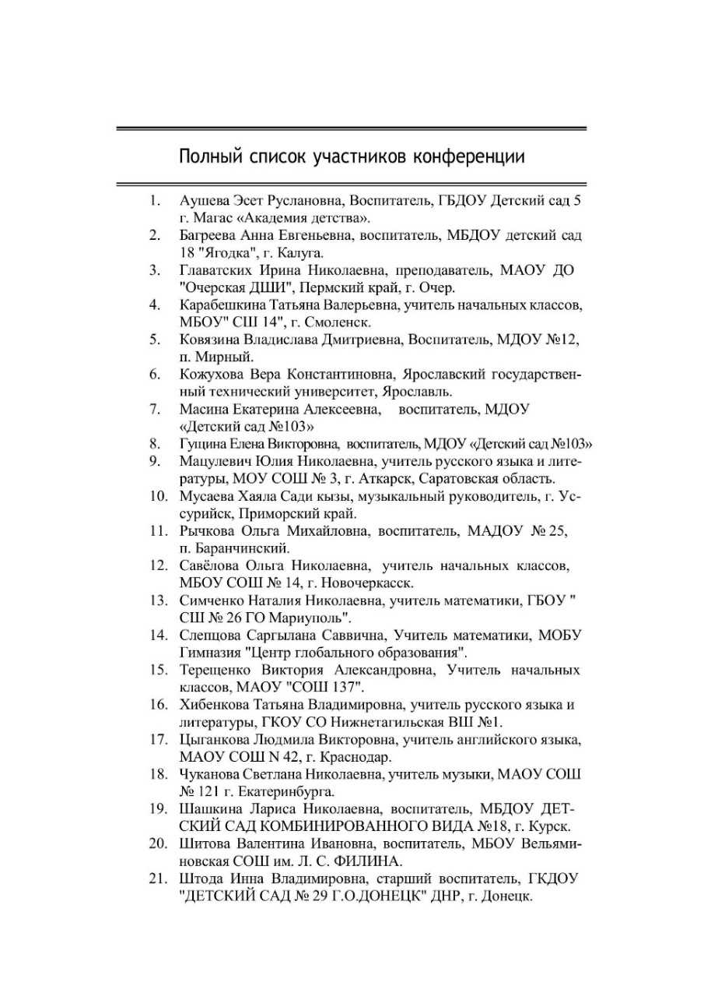 Полный список участников конференции
1. Аушева Эсет Руслановна, Воспитатель, ГБДОУ Детский сад 5
г. Магас «Академия детства».
2. Багреева Анна Евгеньевна, воспитатель, МБДОУ детский сад
18 "Ягодка", г. Калуга.
3. Главатских Ирина Николаевна, преподаватель, МАОУ ДО
"Очерская ДШИ", Пермский край, г. Очер.
4. Карабешкина Татьяна Валерьевна, учитель начальных классов,
МБОУ" СШ 14", г. Смоленск.
5. Ковязина Владислава Дмитриевна, Воспитатель, МДОУ №12,
п. Мирный.
6. Кожухова Вера Константиновна, Ярославский государствен-
ный технический университет, Ярославль.
7. Масина Екатерина Алексеевна, воспитатель, МДОУ
«Детский сад №103»
8. Гущина Елена Викторовна, воспитатель, МДОУ «Детский сад №103»
9. Мацулевич Юлия Николаевна, учитель русского языка и лите-
ратуры, МОУ СОШ № 3, г. Аткарск, Саратовская область.
10. Мусаева Хаяла Сади кызы, музыкальный руководитель, г. Ус-
сурийск, Приморский край.
11. Рычкова Ольга Михайловна, воспитатель, МАДОУ № 25,
п. Баранчинский.
12. Савёлова Ольга Николаевна, учитель начальных классов,
МБОУ СОШ № 14, г. Новочеркасск.
13. Симченко Наталия Николаевна, учитель математики, ГБОУ "
СШ № 26 ГО Мариуполь".
14. Слепцова Саргылана Саввична, Учитель математики, МОБУ
Гимназия "Центр глобального образования".
15. Терещенко Виктория Александровна, Учитель начальных
классов, МАОУ "СОШ 137".
16. Хибенкова Татьяна Владимировна, учитель русского языка и
литературы, ГКОУ СО Нижнетагильская ВШ №1.
17. Цыганкова Людмила Викторовна, учитель английского языка,
МАОУ СОШ N 42, г. Краснодар.
18. Чуканова Светлана Николаевна, учитель музыки, МАОУ СОШ
№ 121 г. Екатеринбурга.
19. Шашкина Лариса Николаевна, воспитатель, МБДОУ ДЕТ-
СКИЙ САД КОМБИНИРОВАННОГО ВИДА №18, г. Курск.
20. Шитова Валентина Ивановна, воспитатель, МБОУ Вельями-
новская СОШ им. Л. С. ФИЛИНА.
21. Штода Инна Владимировна, старший воспитатель, ГКДОУ
"ДЕТСКИЙ САД № 29 Г.О.ДОНЕЦК" ДНР, г. Донецк.